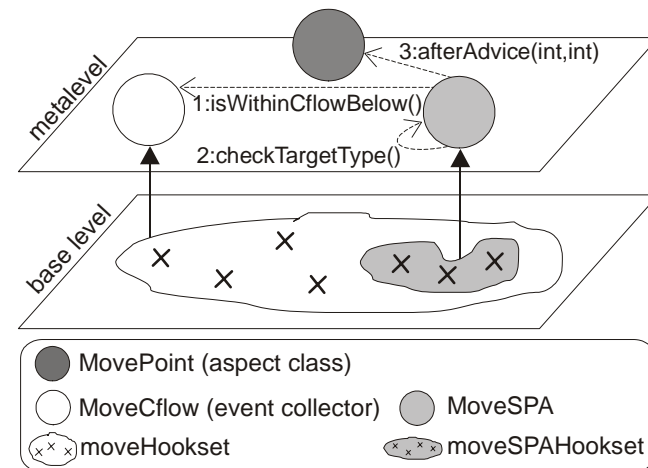 3:afterAdvice(int,int)
metalevel
1:isWithinCflowBelow()
2:checkTargetType()
base level
MovePoint (aspect class)
MoveCflow (event collector)
MoveSPA
moveHookset
moveSPAHookset